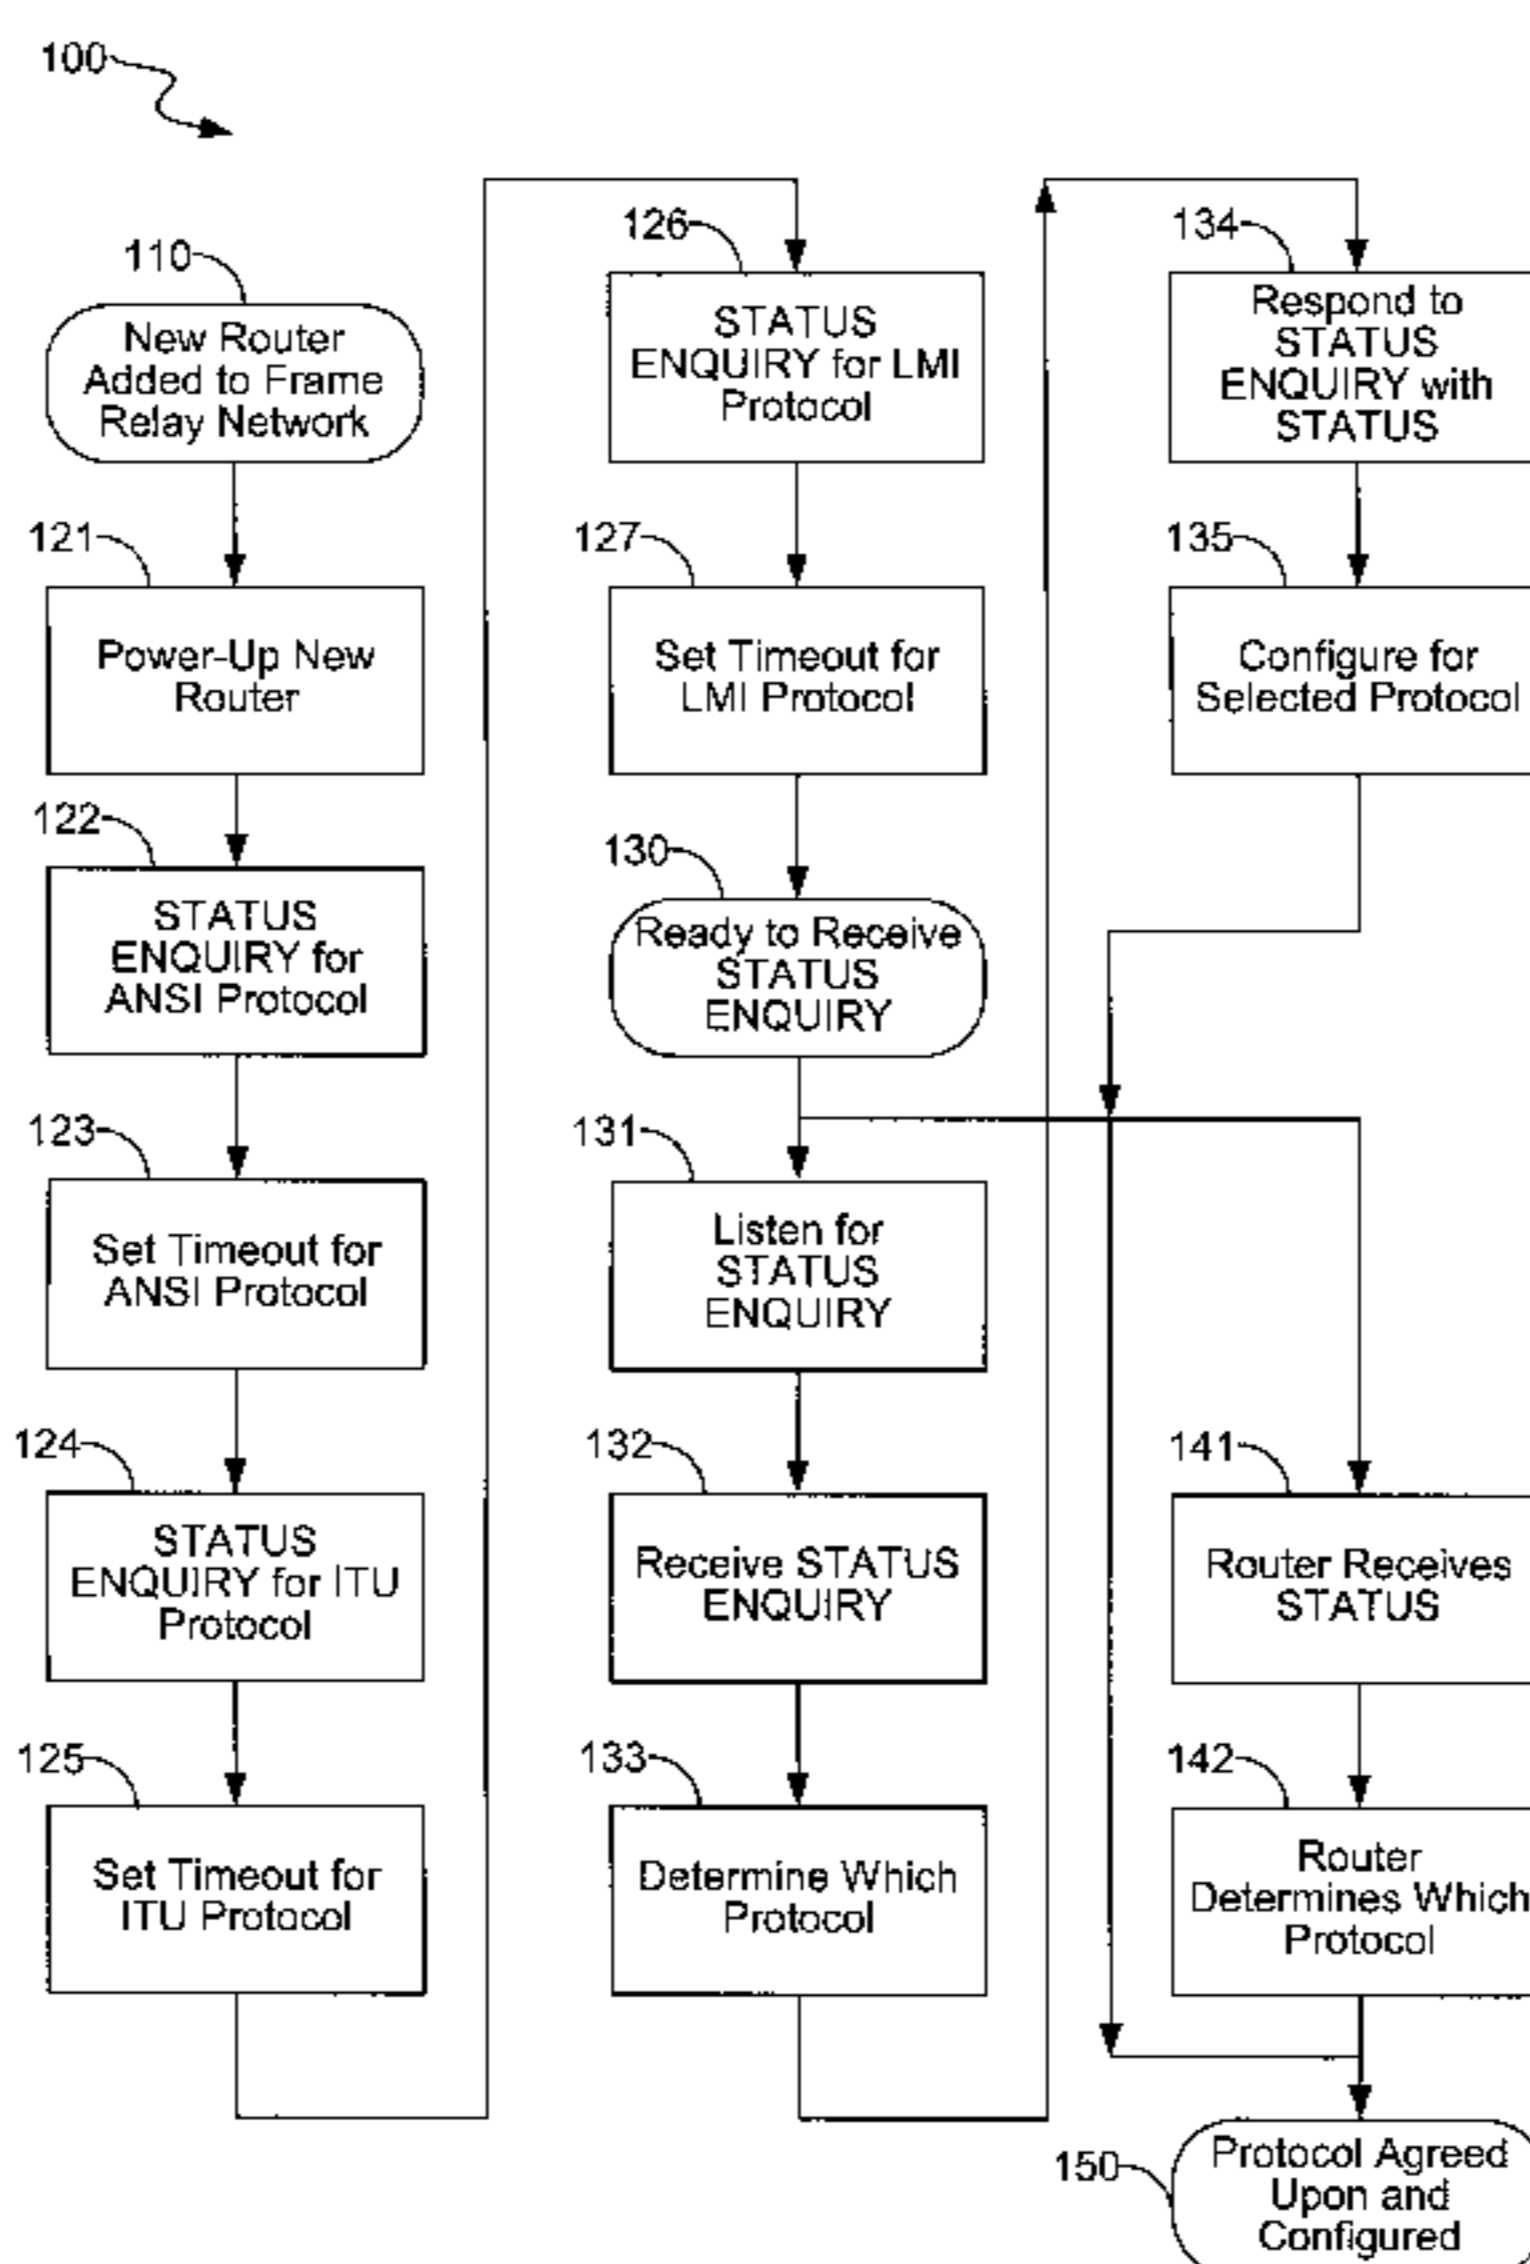 100
110
New Router
Added to Frame
Relay Network
121
Power-Up New
Router
122
STATUS
ENQUIRY for
ANSI Protocol
123
Set Timeout for
ANSI Protocol
124
STATUS
ENQUIRY for ITU
Protocol
125
Set Timeout for
ITU Protocol
126
STATUS
ENQUIRY for LMI
Protocol
127
Set Timeout for
LMI Protocol
130
Ready to Receive
STATUS
ENQUIRY
131
Listen for
STATUS
ENQUIRY
132
Receive STATUS
ENQUIRY
133
Determine Which
Protocol
134
Respond to
STATUS
ENQUIRY with
STATUS
135
Configure for
Selected Protocol
141
Router Receives
STATUS
142
Router
Determines Which
Protocol
150
Protocol Agreed
Upon and
Configured